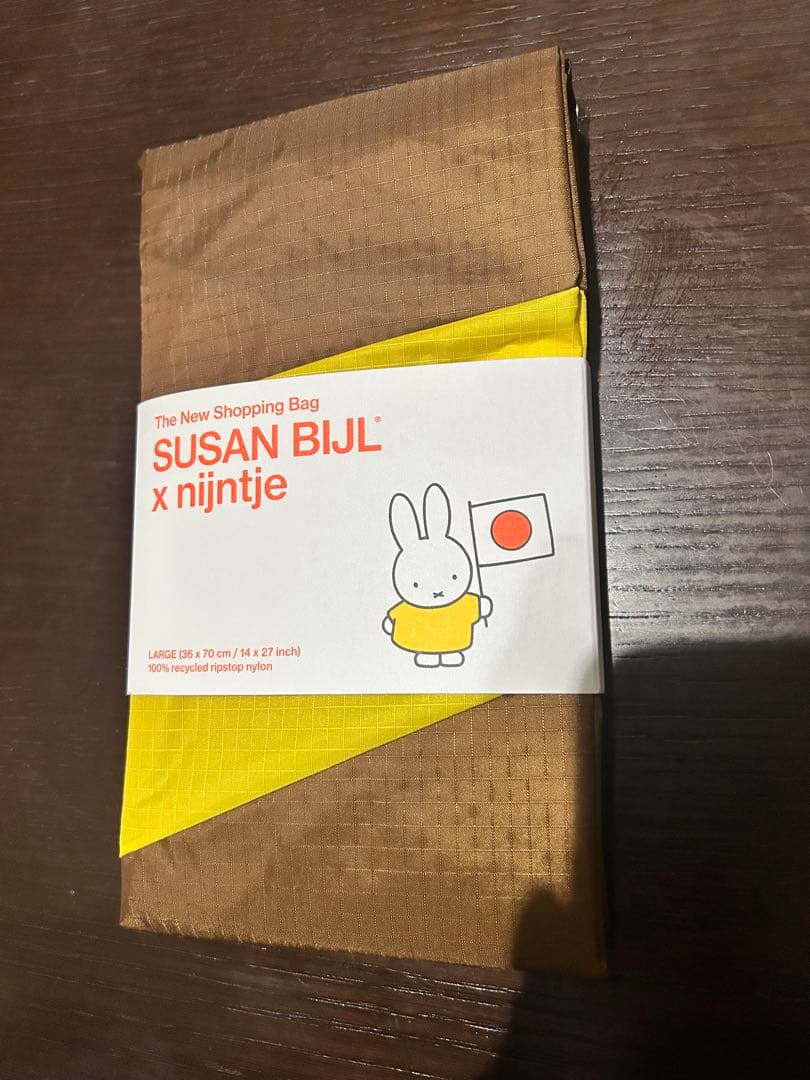 The New Shopping Bag
SUSAN BIJL®
x nijntje
LARGE (36 x 70 cm / 14 x 27 inch)
100% recycled ripstop nylon